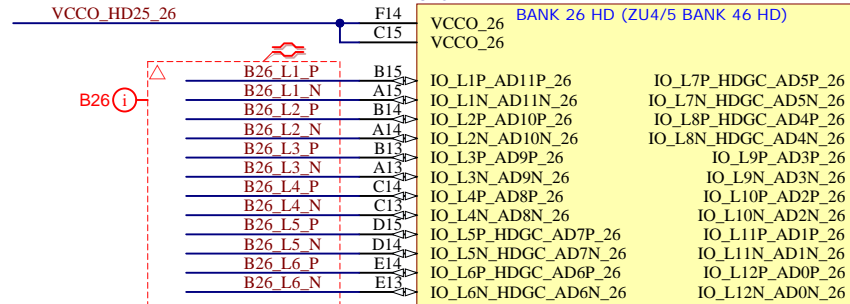 VCCO_HD25_26 F14 VCCO_26 BANK 26 HD (ZU4/5 BANK 46 HD)
C15 VCCO_26
B26 i
B26_L1_P B15 IO_L1P_AD11P_26 IO_L7P_HDGC_AD5P_26
B26_L1_N A15 IO_L1N_AD11N_26 IO_L7N_HDGC_AD5N_26
B26_L2_P B14 IO_L2P_AD10P_26 IO_L8P_HDGC_AD4P_26
B26_L2_N A14 IO_L2N_AD10N_26 IO_L8N_HDGC_AD4N_26
B26_L3_P B13 IO_L3P_AD9P_26 IO_L9P_AD3P_26
B26_L3_N A13 IO_L3N_AD9N_26 IO_L9N_AD3N_26
B26_L4_P C14 IO_L4P_AD8P_26 IO_L10P_AD2P_26
B26_L4_N C13 IO_L4N_AD8N_26 IO_L10N_AD2N_26
B26_L5_P D15 IO_L5P_HDGC_AD7P_26 IO_L11P_AD1P_26
B26_L5_N D14 IO_L5N_HDGC_AD7N_26 IO_L11N_AD1N_26
B26_L6_P E14 IO_L6P_HDGC_AD6P_26 IO_L12P_AD0P_26
B26_L6_N E13 IO_L6N_HDGC_AD6N_26 IO_L12N_AD0N_26